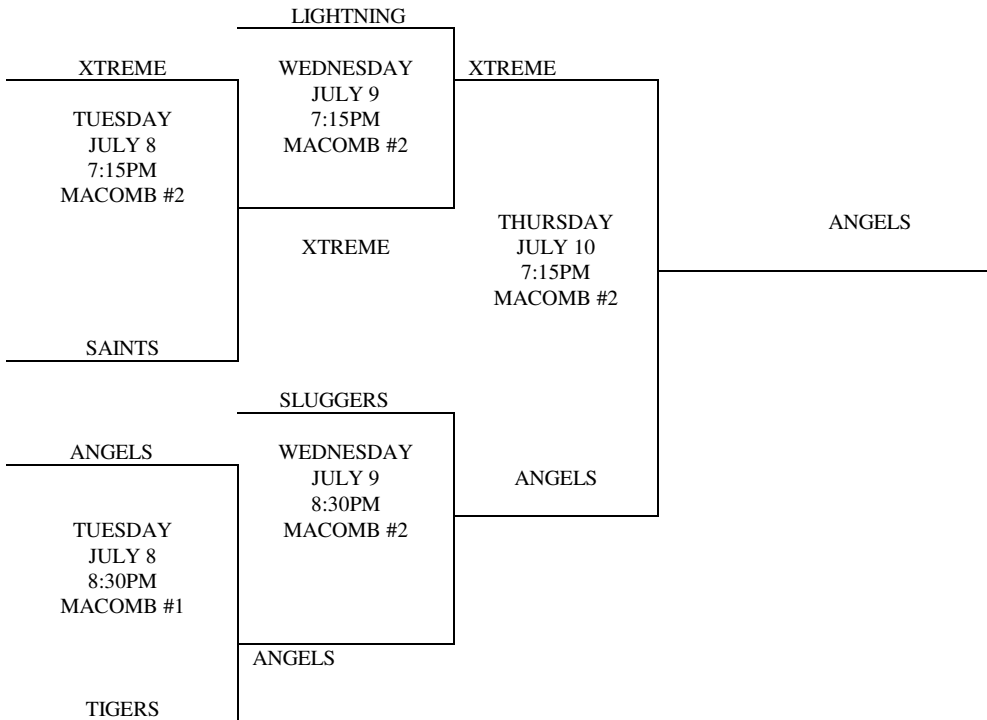 LIGHTNING
XTREME
WEDNESDAY
JULY 9
7:15PM
MACOMB #2
XTREME
TUESDAY
JULY 8
7:15PM
MACOMB #2
XTREME
THURSDAY
JULY 10
7:15PM
MACOMB #2
ANGELS
SAINTS
SLUGGERS
ANGELS
WEDNESDAY
JULY 9
8:30PM
MACOMB #2
ANGELS
TUESDAY
JULY 8
8:30PM
MACOMB #1
ANGELS
TIGERS